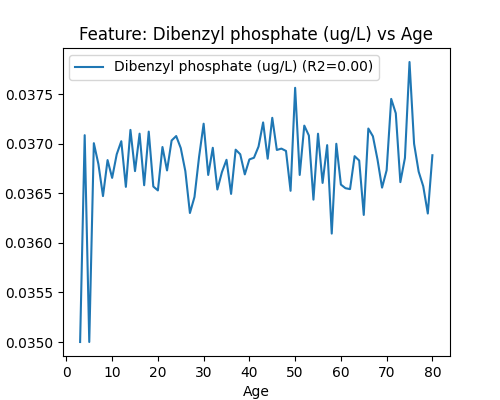 Feature: Dibenzyl phosphate (ug/L) vs Age
Dibenzyl phosphate (ug/L) (R2=0.00)
0.0375
0.0370
0.0365
0.0360
0.0355
0.0350
0 10 20 30 40 50 60 70 80
Age